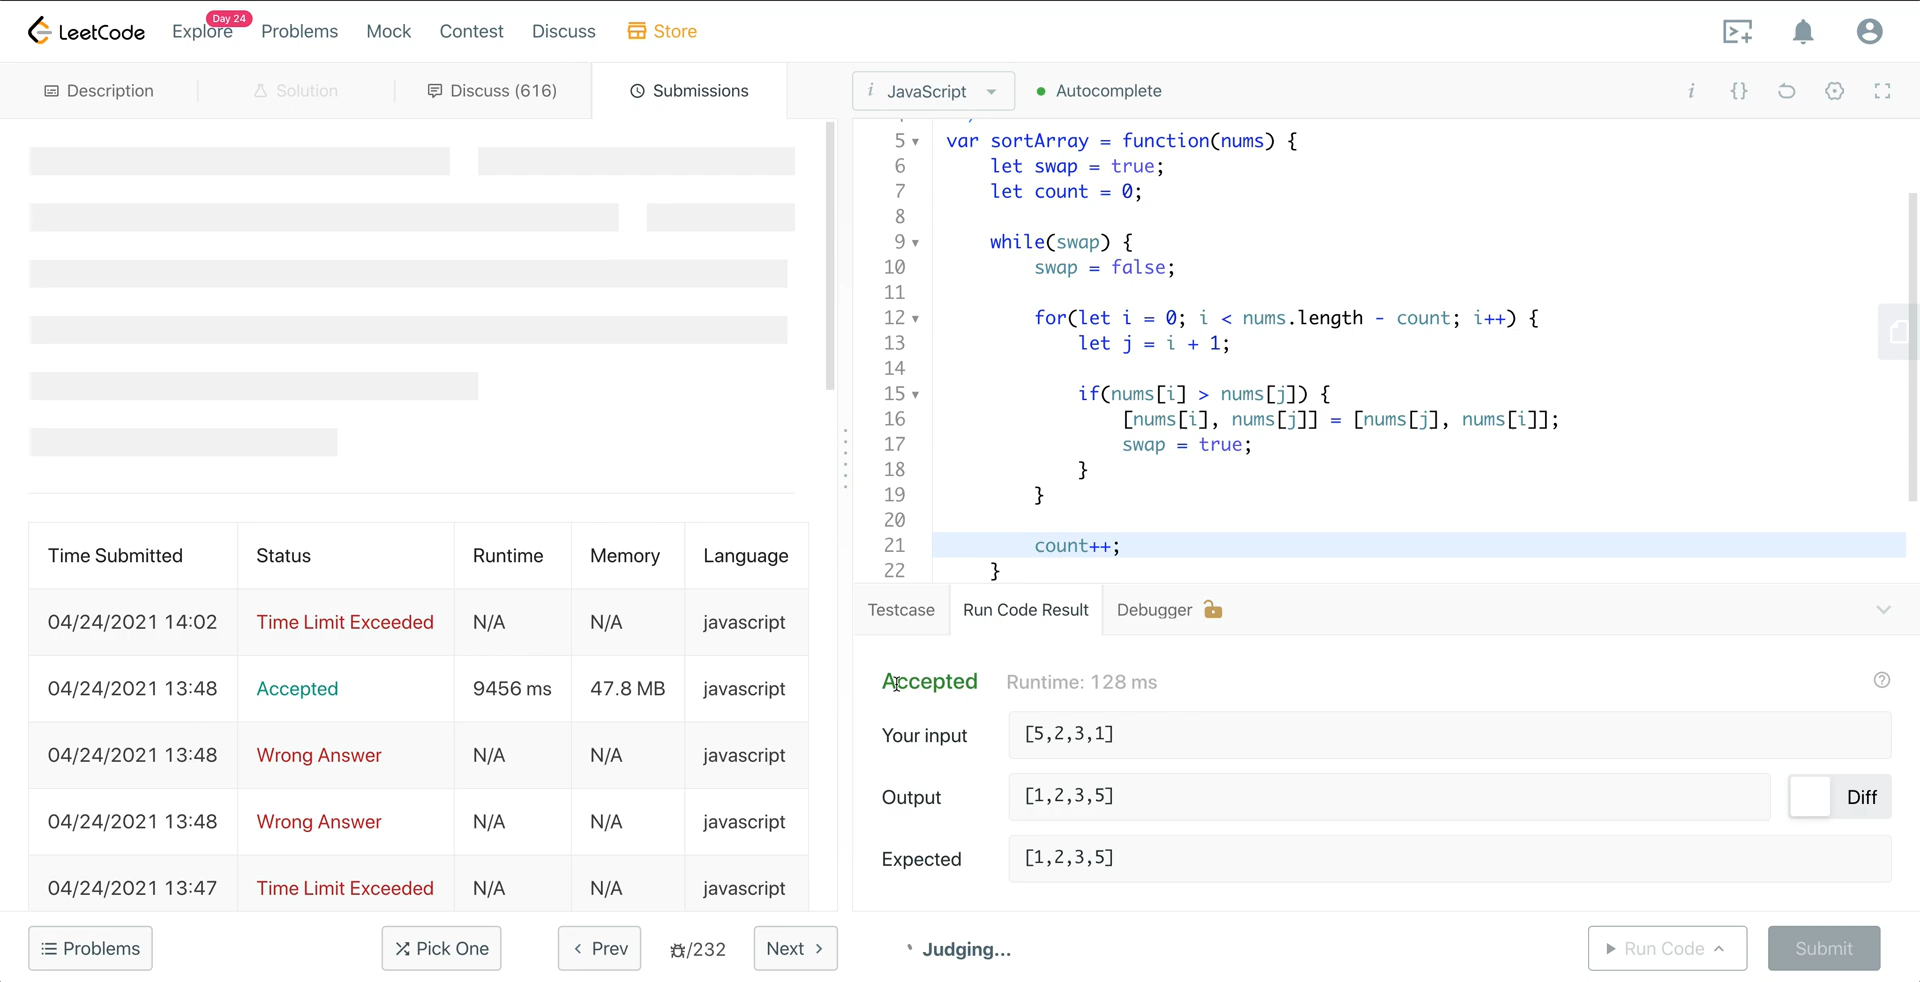 LeetCode
Explore
Day 24
Problems
Mock
Contest
Discuss
Store
Description
Solution
Discuss (616)
Submissions
i JavaScript
Autocomplete
5 var sortArray = function(nums) {
6 let swap = true;
7 let count = 0;
8
9 while(swap) {
10 swap = false;
11
12 for(let i = 0; i < nums.length - count; i++) {
13 let j = i + 1;
14
15 if(nums[i] > nums[j]) {
16 [nums[i], nums[j]] = [nums[j], nums[i]];
17 swap = true;
18 }
19 }
20
21 count++;
22 }
Time Submitted Status Runtime Memory Language
04/24/2021 14:02 Time Limit Exceeded N/A N/A javascript
04/24/2021 13:48 Accepted 9456 ms 47.8 MB javascript
04/24/2021 13:48 Wrong Answer N/A N/A javascript
04/24/2021 13:48 Wrong Answer N/A N/A javascript
04/24/2021 13:47 Time Limit Exceeded N/A N/A javascript
Testcase
Run Code Result
Debugger
Accepted Runtime: 128 ms
Your input [5,2,3,1]
Output [1,2,3,5]
Diff
Expected [1,2,3,5]
Problems
Pick One
Prev
/232
Next
Judging...
Run Code
Submit